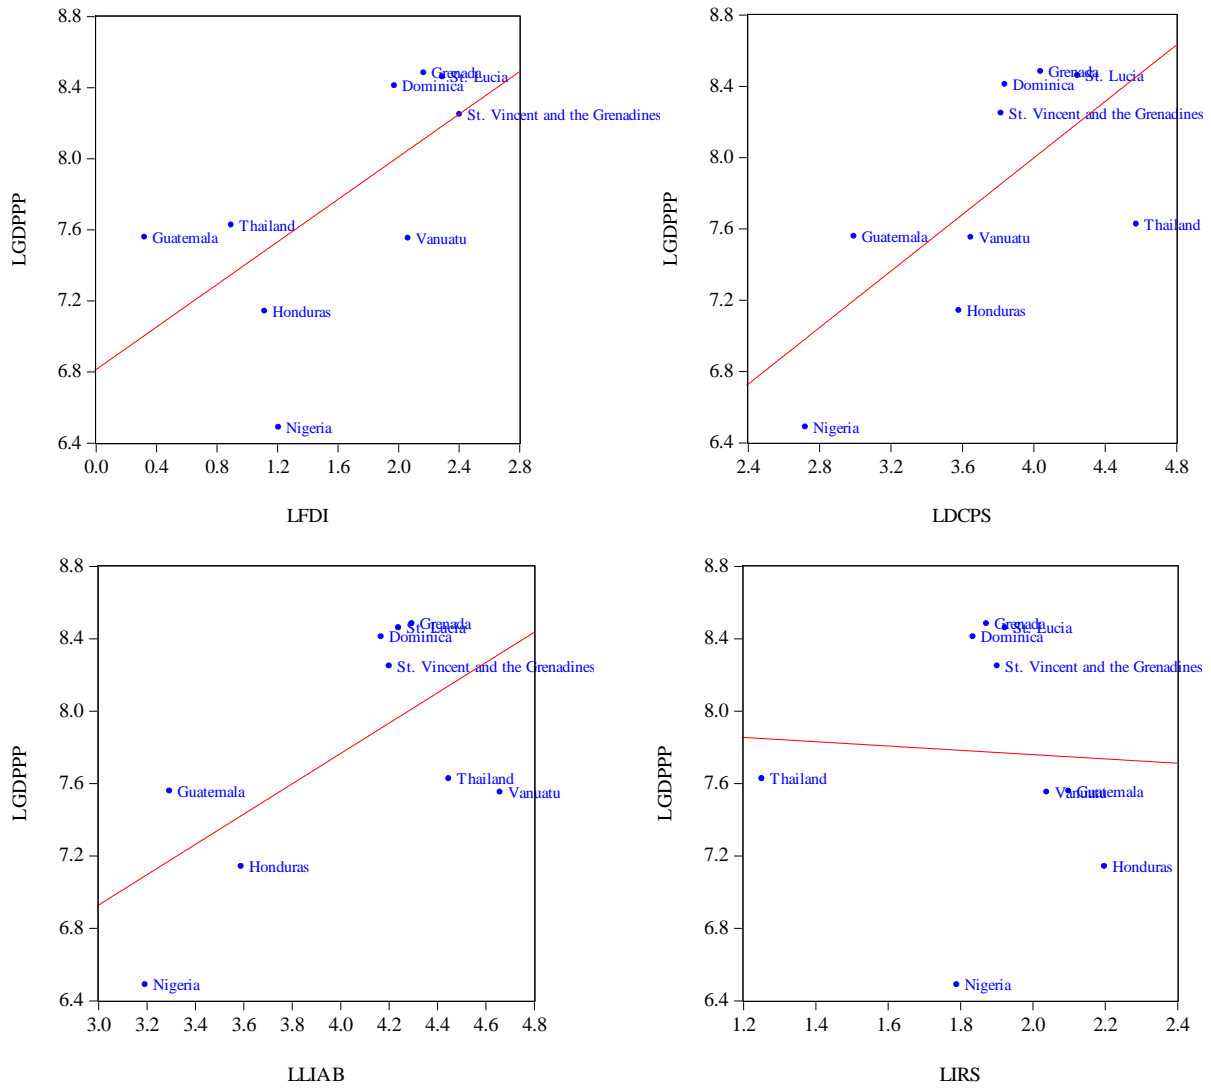 8.8
8.4
8.0
7.6
7.2
6.8
6.4
LGDPPP
Grenada
St. Lucia
Dominica
St. Vincent and the Grenadines
Thailand
Guatemala
Vanuatu
Honduras
Nigeria
0.0 0.4 0.8 1.2 1.6 2.0 2.4 2.8
LFDI
8.8
8.4
8.0
7.6
7.2
6.8
6.4
LGDPPP
Grenada
St. Lucia
Dominica
St. Vincent and the Grenadines
Thailand
Guatemala
Vanuatu
Honduras
Nigeria
2.4 2.8 3.2 3.6 4.0 4.4 4.8
LDCPS
8.8
8.4
8.0
7.6
7.2
6.8
6.4
LGDPPP
Grenada
St. Lucia
Dominica
St. Vincent and the Grenadines
Thailand
Guatemala
Vanuatu
Honduras
Nigeria
3.0 3.2 3.4 3.6 3.8 4.0 4.2 4.4 4.6 4.8
LLIAB
8.8
8.4
8.0
7.6
7.2
6.8
6.4
LGDPPP
Grenada
St. Lucia
Dominica
St. Vincent and the Grenadines
Thailand
Vanuatu
Guatemala
Honduras
Nigeria
1.2 1.4 1.6 1.8 2.0 2.2 2.4
LIRS